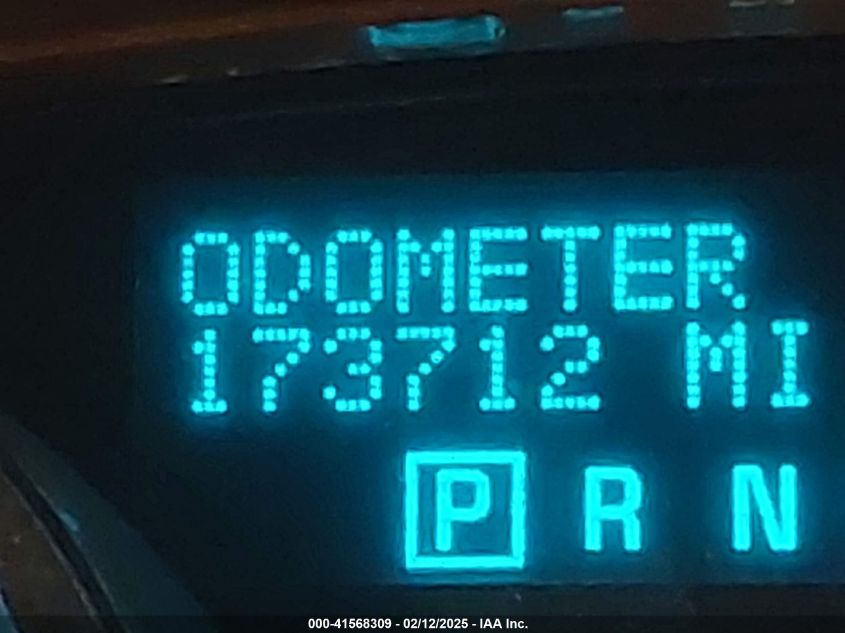 ODOMETER
173712 MI
P R N
000-41568309 - 02/12/2025 - IAA Inc.